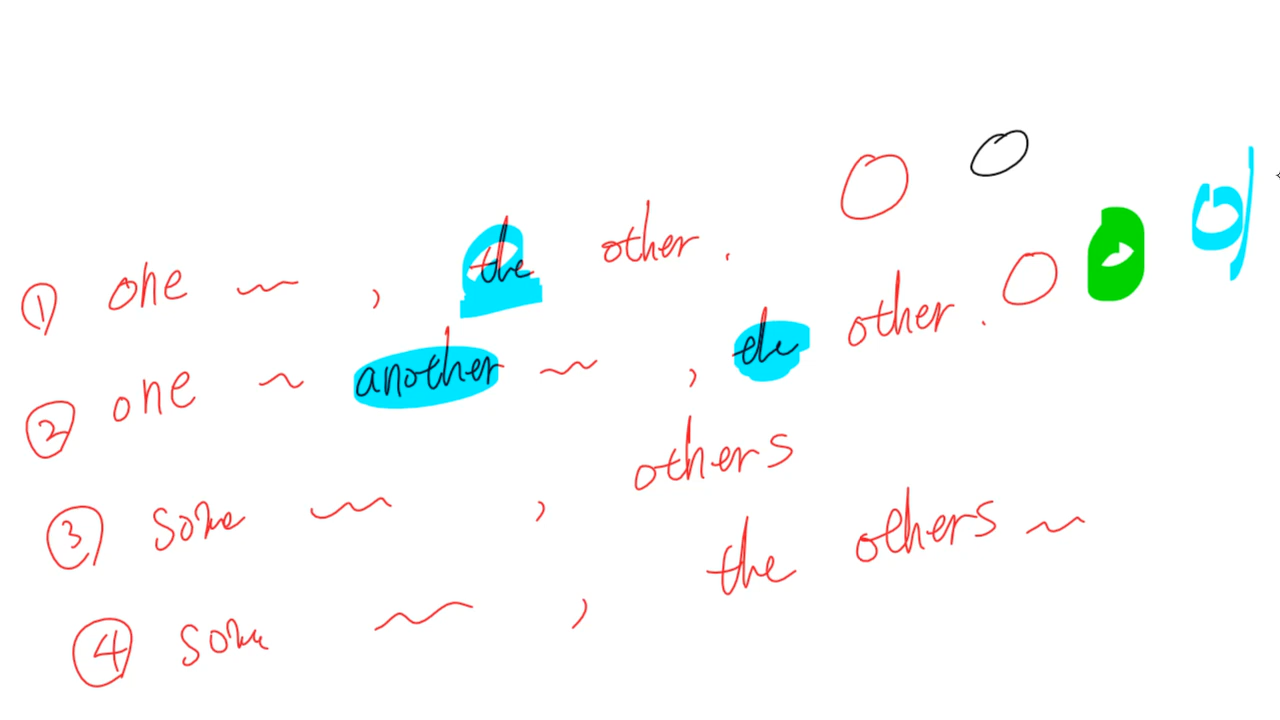 ① one ~ , the other .
② one ~ another ~ , the other .
③ some ~ , others
④ some ~ , the others ~